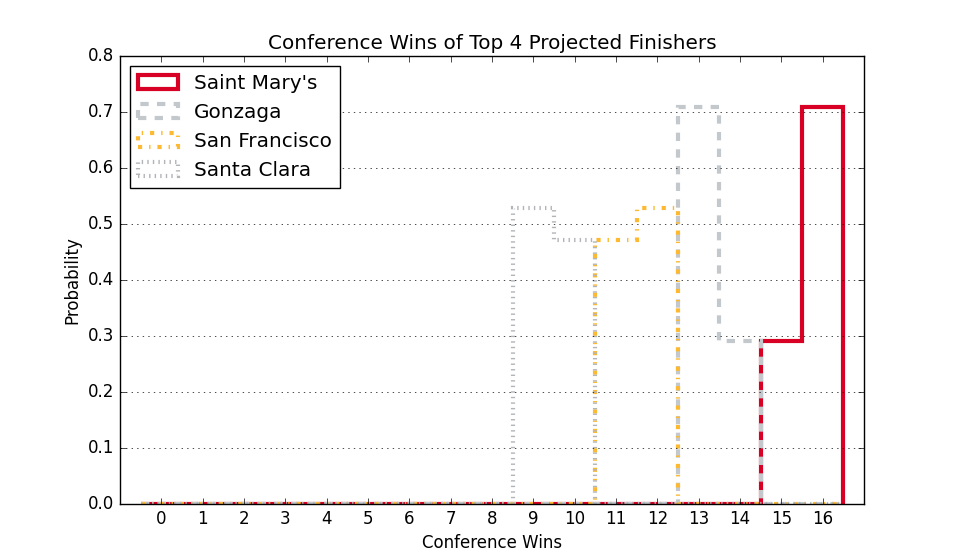 Conference Wins of Top 4 Projected Finishers
Saint Mary's
Gonzaga
San Francisco
Santa Clara
0.8
0.7
0.6
0.5
0.4
0.3
0.2
0.1
0.0
Probability
0 1 2 3 4 5 6 7 8 9 10 11 12 13 14 15 16
Conference Wins